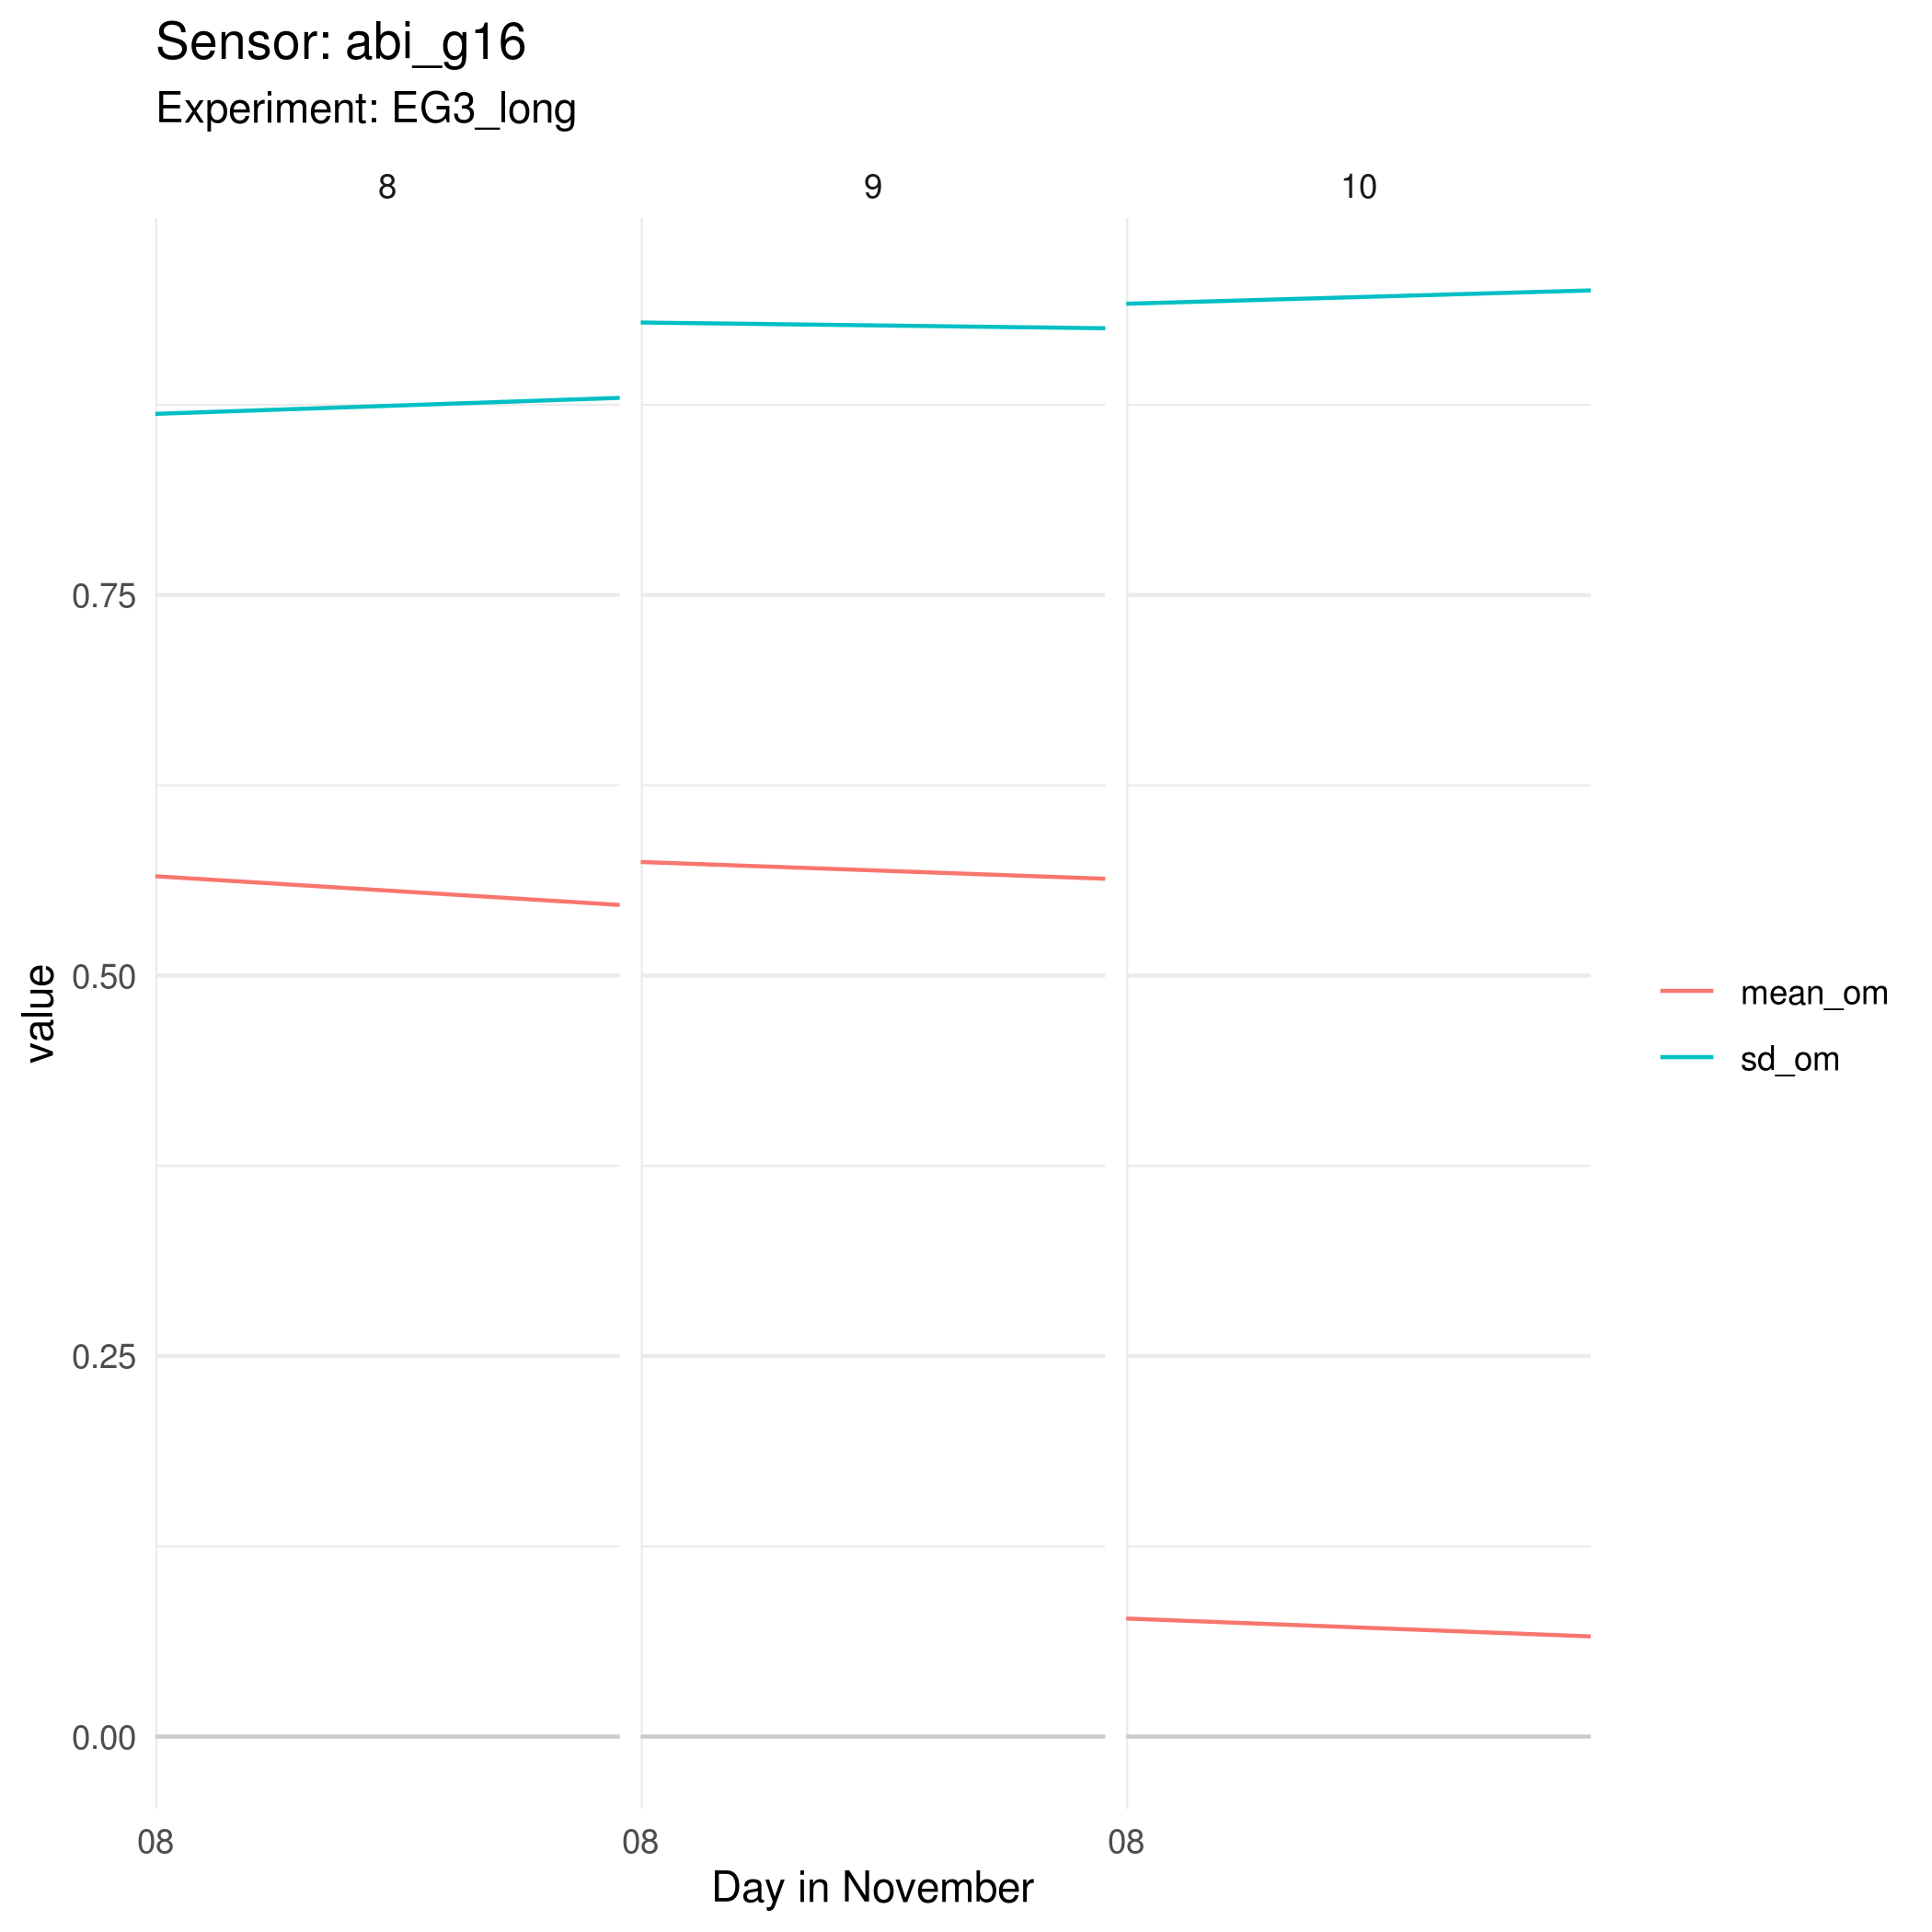 Sensor: abi_g16
Experiment: EG3_long
8 9 10
0.75
0.50
0.25
0.00
value
08 08 08
Day in November
mean_om
sd_om